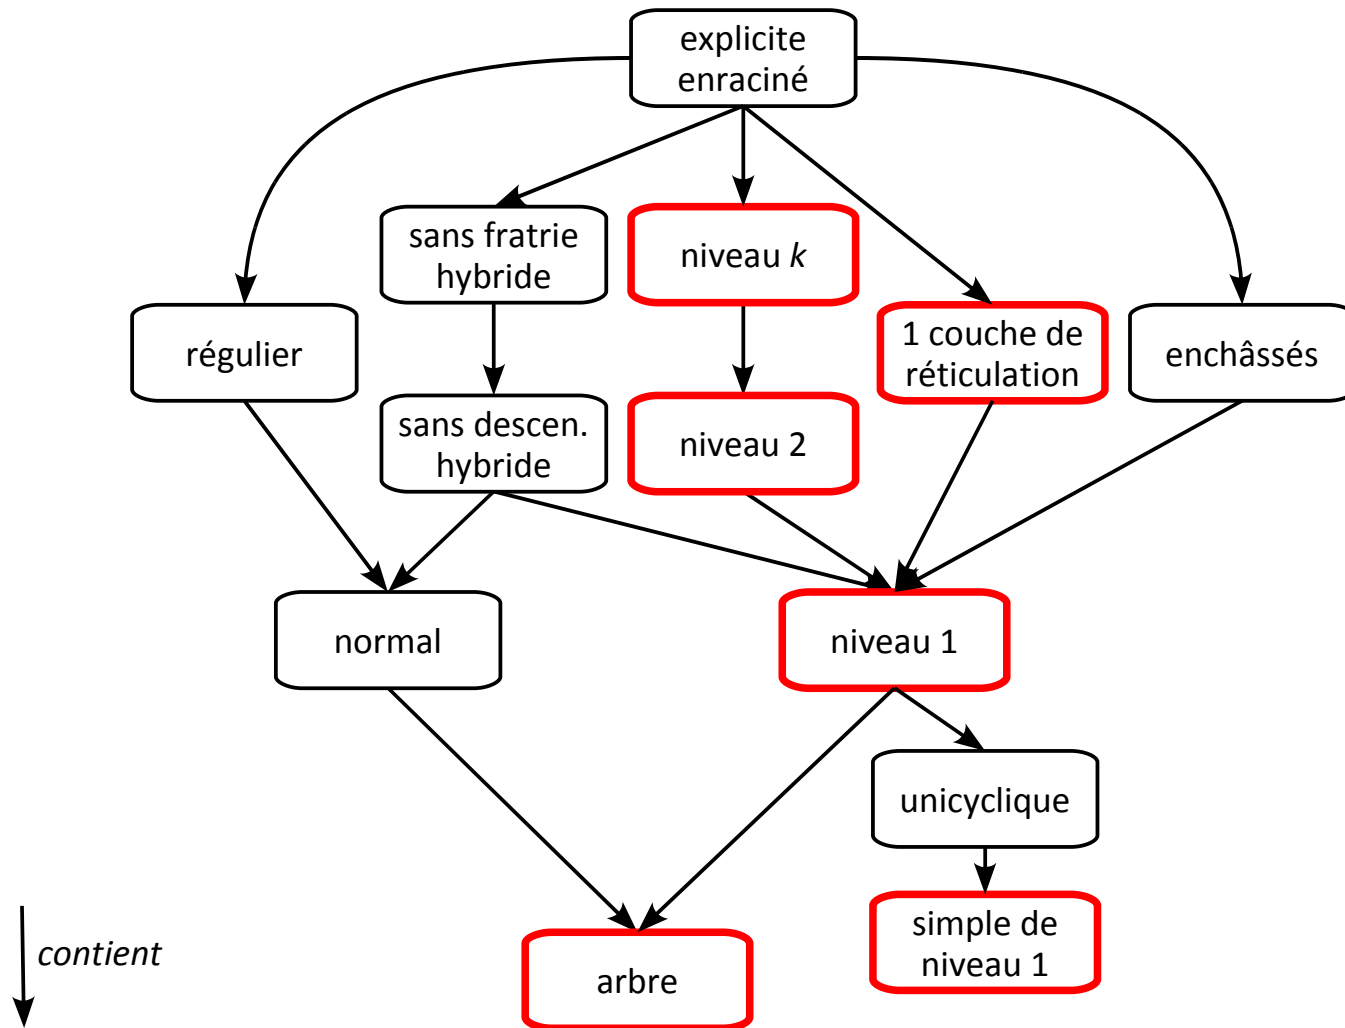 explicite
enraciné
sans fratrie
hybride
niveau k
régulier
1 couche de
réticulation
enchâssés
sans descen.
hybride
niveau 2
normal
niveau 1
unicyclique
simple de
niveau 1
arbre
contient